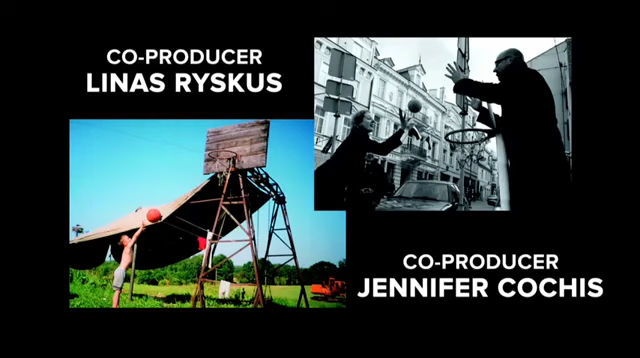 CO-PRODUCER
LINAS RYSKUS
CO-PRODUCER
JENNIFER COCHIS